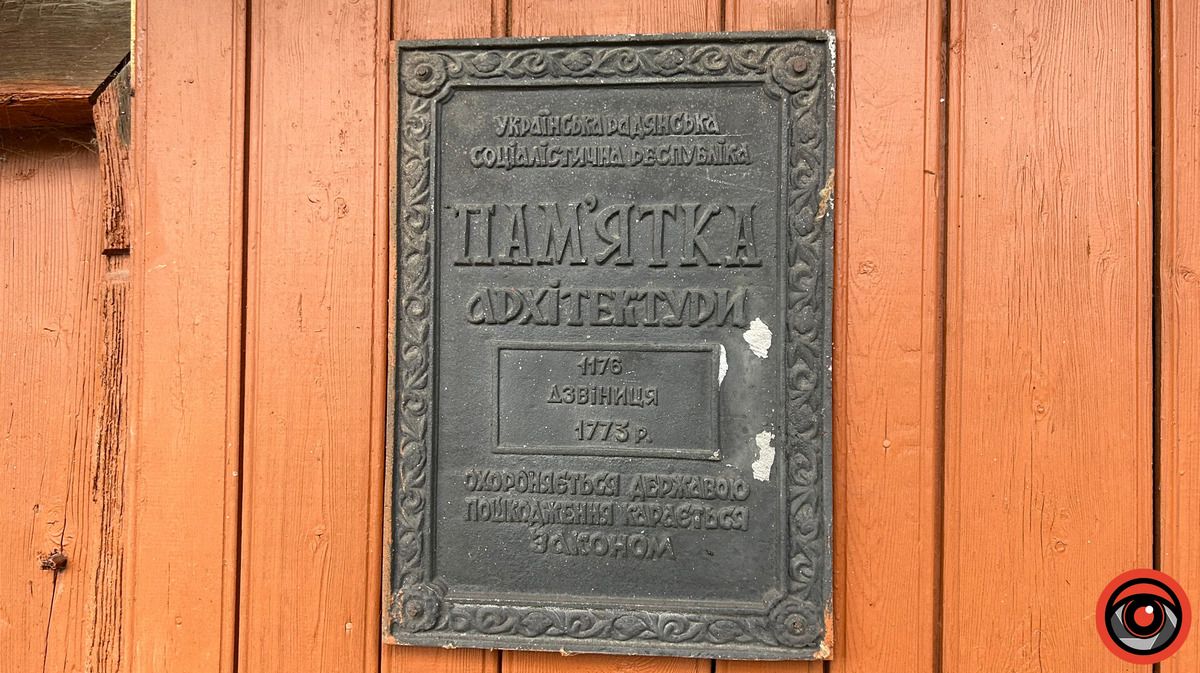 УКРАЇНСЬКА РАДЯНСЬКА
СОЦІАЛІСТИЧНА РЕСПУБЛІКА
ПАМ'ЯТКА
АРХІТЕКТУРИ
1176
ДЗВІНИЦЯ
1773 р.
ОХОРОНЯЄТЬСЯ ДЕРЖАВОЮ
ПОШКОДЖЕННЯ КАРАЄТЬСЯ
ЗАКОНОМ